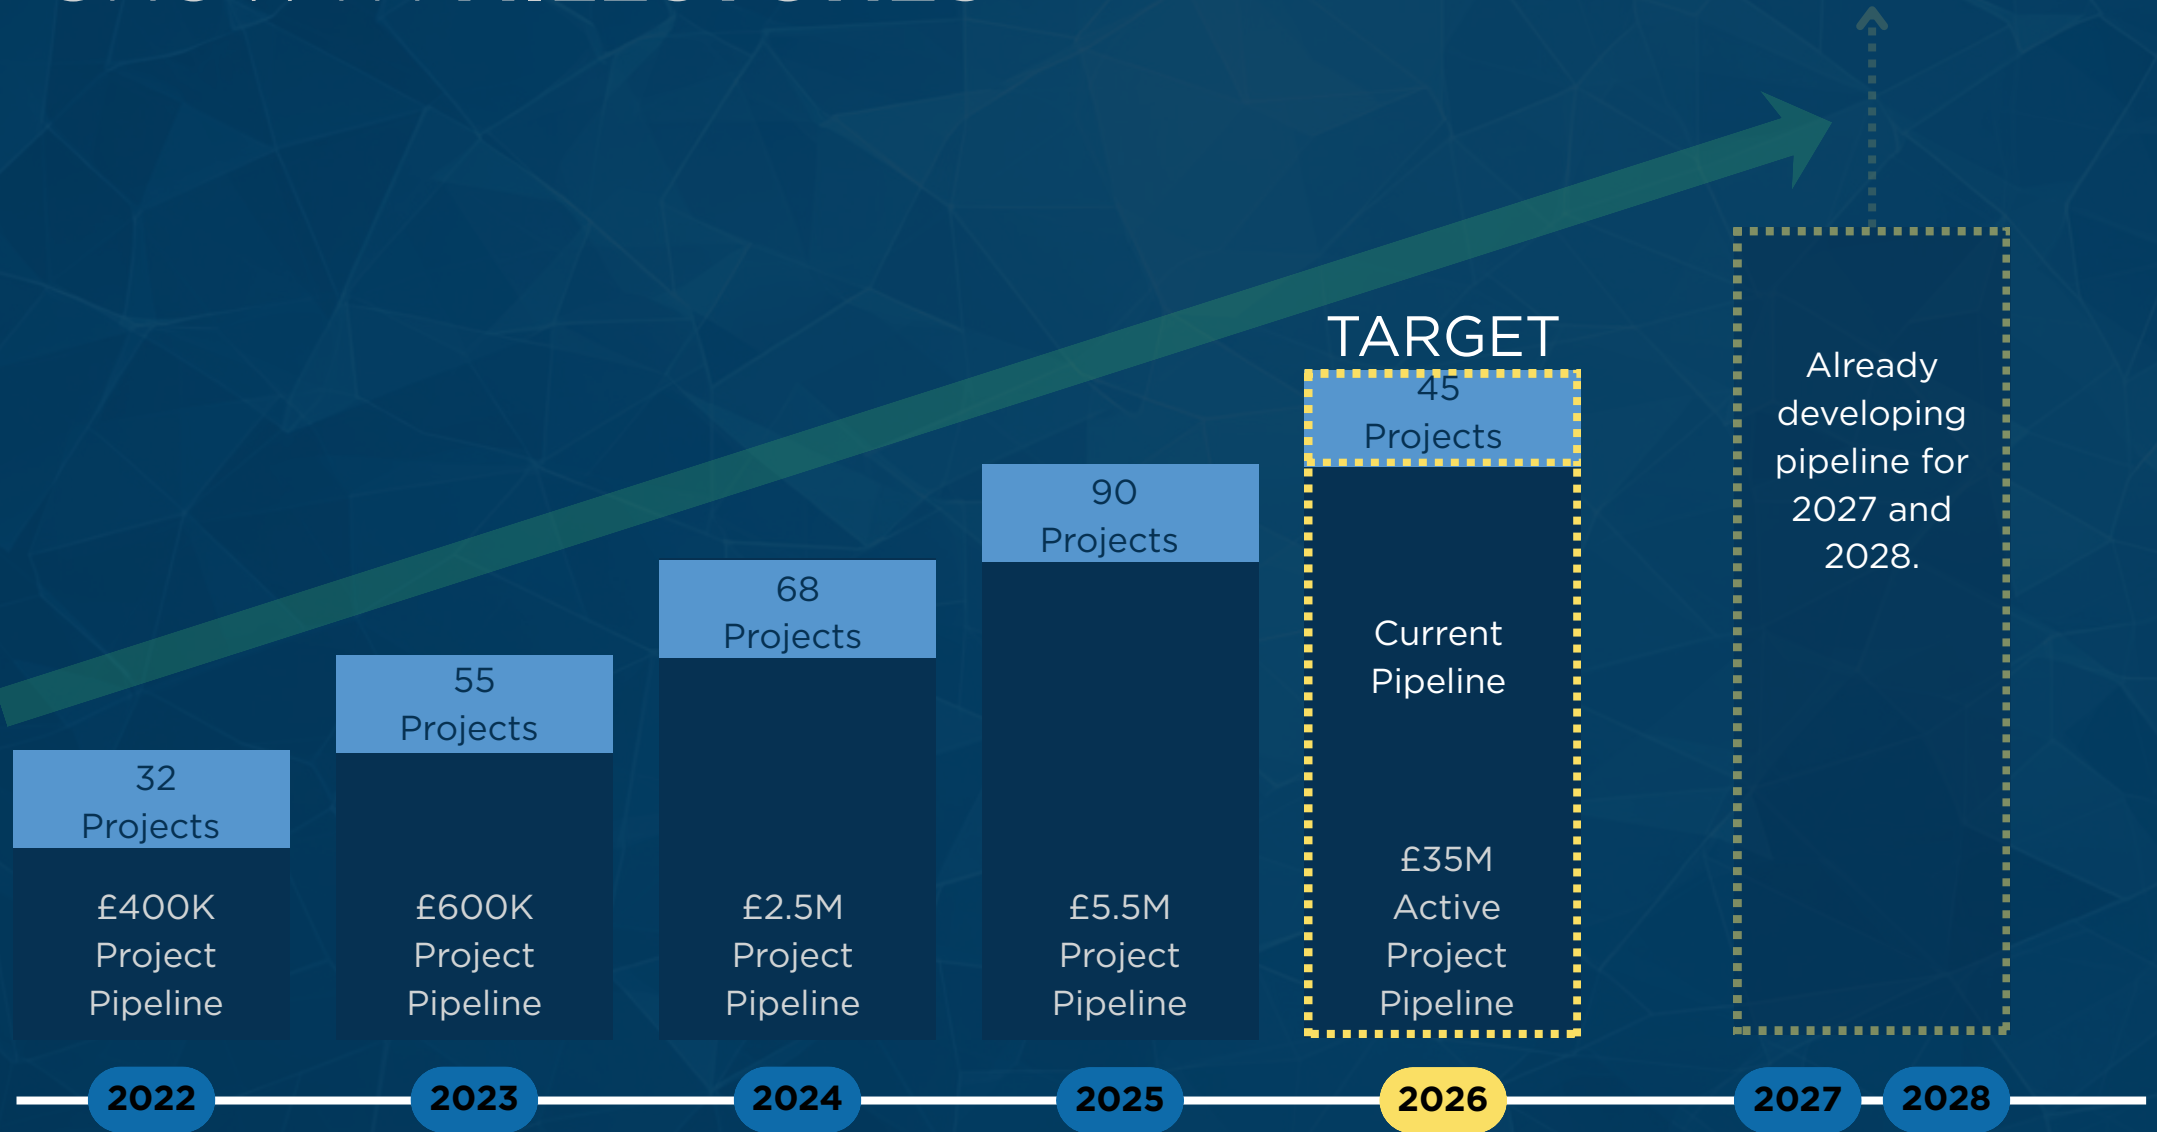 TARGET
45
Projects
Current
Pipeline
£35M
Active
Project
Pipeline
Already
developing
pipeline for
2027 and
2028.
90
Projects
£5.5M
Project
Pipeline
68
Projects
£2.5M
Project
Pipeline
55
Projects
£600K
Project
Pipeline
32
Projects
£400K
Project
Pipeline
2022
2023
2024
2025
2026
2027
2028